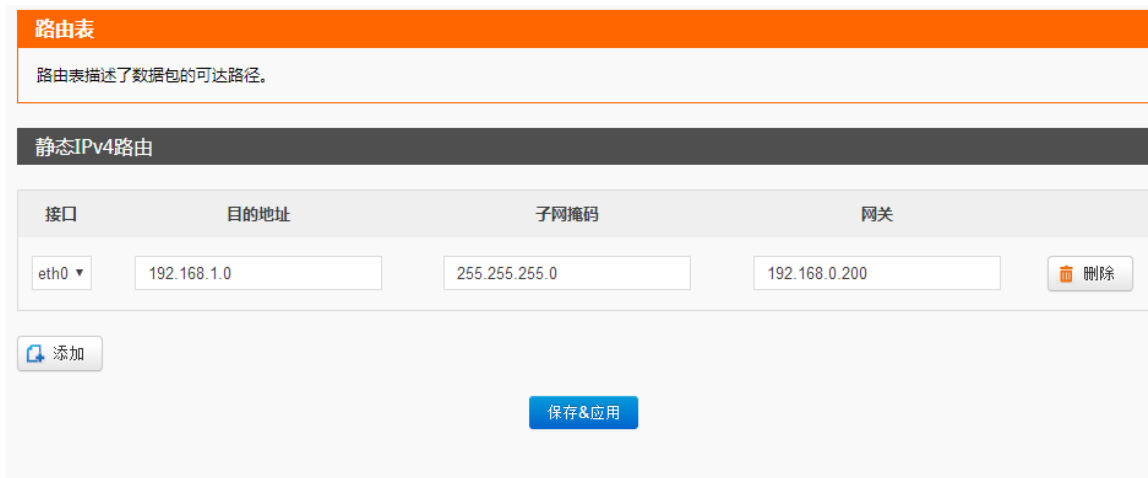 路由表
路由表描述了数据包的可达路径。
静态IPv4路由
接口 目的地址 子网掩码 网关
eth0 192.168.1.0 255.255.255.0 192.168.0.200 删除
添加
保存&应用